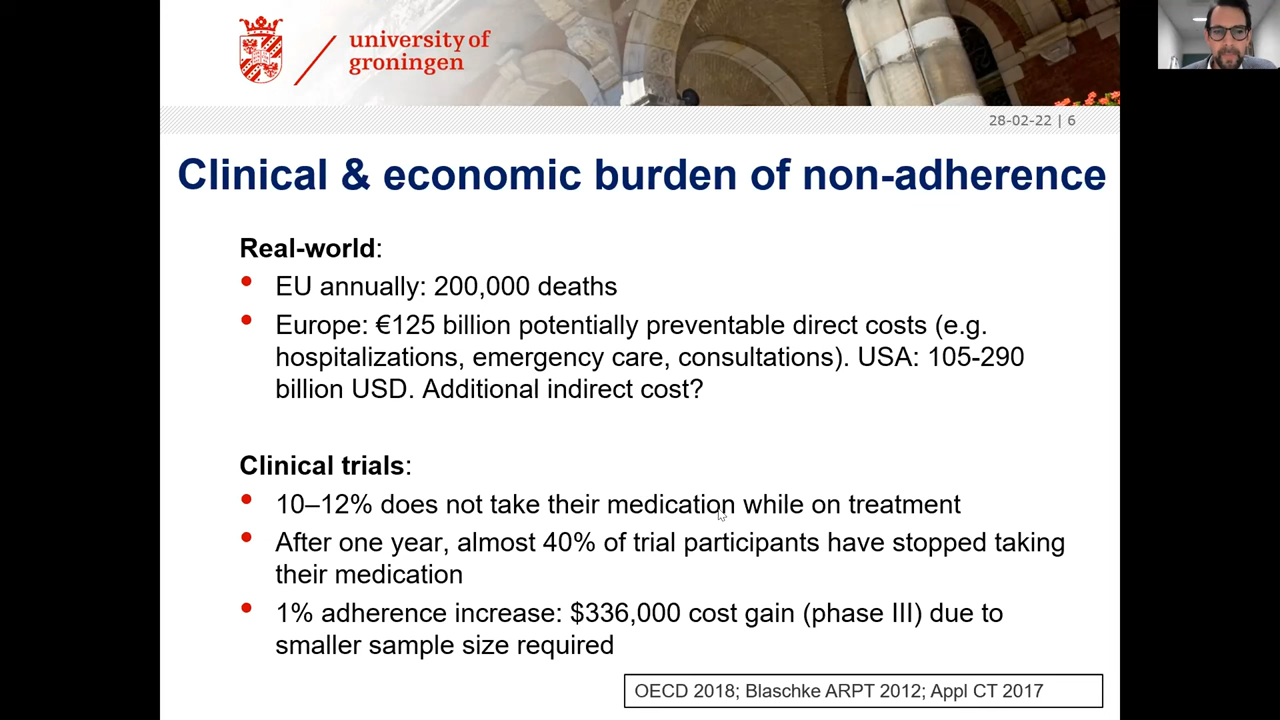 university of
groningen
28-02-22 | 6
Clinical & economic burden of non-adherence
Real-world:
• EU annually: 200,000 deaths
• Europe: €125 billion potentially preventable direct costs (e.g.
hospitalizations, emergency care, consultations). USA: 105-290
billion USD. Additional indirect cost?
Clinical trials:
• 10–12% does not take their medication while on treatment
• After one year, almost 40% of trial participants have stopped taking
their medication
• 1% adherence increase: $336,000 cost gain (phase III) due to
smaller sample size required
OECD 2018; Blaschke ARPT 2012; Appl CT 2017